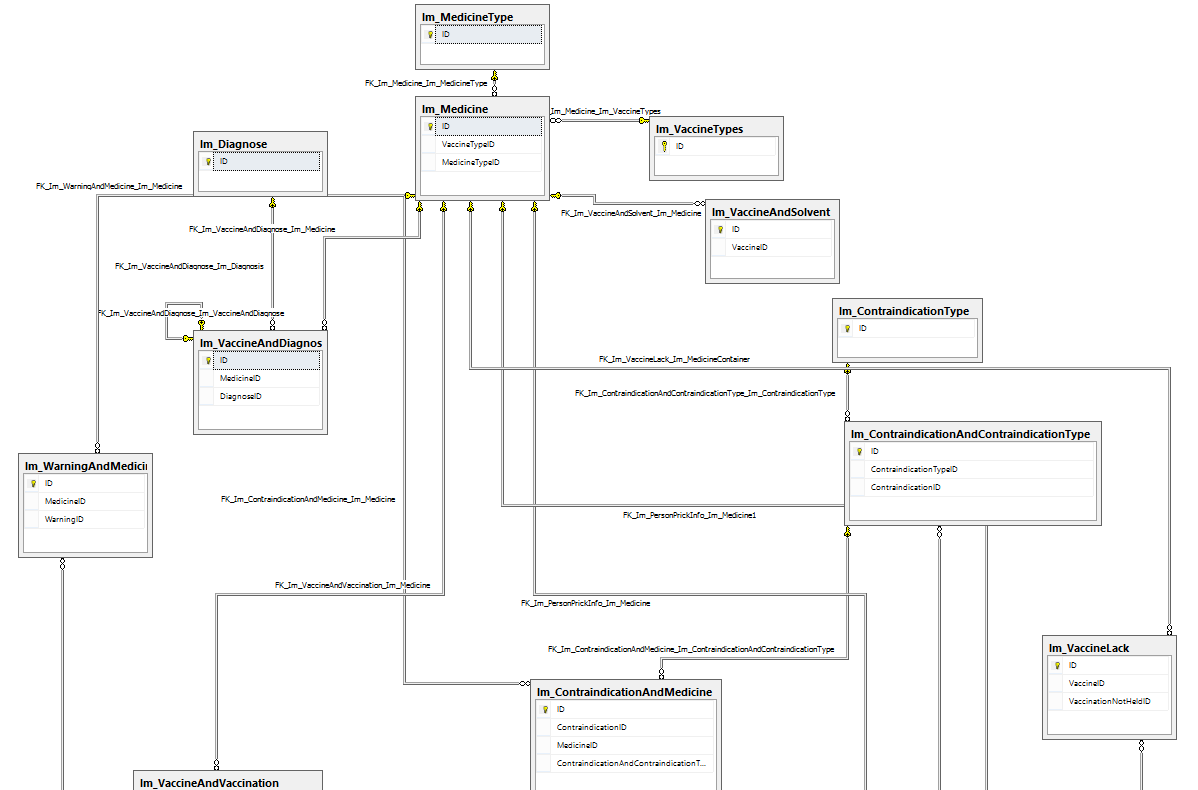 Im_MedicineType
ID
FK_Im_Medicine_Im_MedicineType
Im_Medicine
ID
VaccineTypeID
MedicineTypeID
_Im_Medicine_Im_VaccineTypes
Im_VaccineTypes
ID
Im_Diagnose
ID
FK_Im_WarningAndMedicine_Im_Medicine
FK_Im_VaccineAndSolvent_Im_Medicine
Im_VaccineAndSolvent
ID
VaccineID
FK_Im_VaccineAndDiagnose_Im_Medicine
FK_Im_VaccineAndDiagnose_Im_Diagnosis
FK_Im_VaccineAndDiagnose_Im_VaccineAndDiagnose
Im_VaccineAndDiagnos
ID
MedicineID
DiagnoseID
Im_ContraindicationType
ID
FK_Im_VaccineLack_Im_MedicineContainer
FK_Im_ContraindicationAndContraindicationType_Im_ContraindicationType
Im_ContraindicationAndContraindicationType
ID
ContraindicationTypeID
ContraindicationID
Im_WarningAndMedici
ID
MedicineID
WarningID
FK_Im_ContraindicationAndMedicine_Im_Medicine
FK_Im_PersonPrickInfo_Im_Medicine1
FK_Im_VaccineAndVaccination_Im_Medicine
FK_Im_PersonPrickInfo_Im_Medicine
FK_Im_ContraindicationAndMedicine_Im_ContraindicationAndContraindicationType
Im_VaccineLack
ID
VaccineID
VaccinationNotHeldID
Im_ContraindicationAndMedicine
ID
ContraindicationID
MedicineID
ContraindicationAndContraindicationT...
Im_VaccineAndVaccination